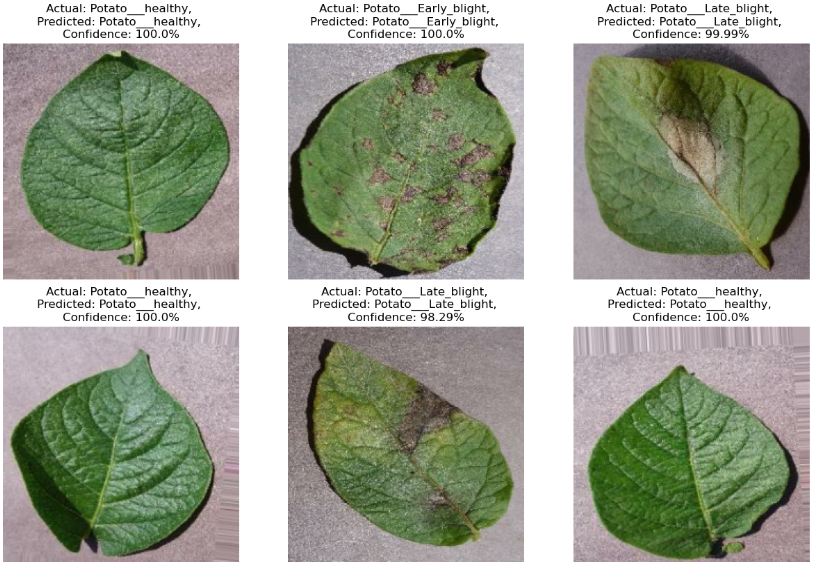 Actual: Potato___healthy,
Predicted: Potato___healthy,
Confidence: 100.0%
Actual: Potato___Early_blight,
Predicted: Potato___Early_blight,
Confidence: 100.0%
Actual: Potato___Late_blight,
Predicted: Potato___Late_blight,
Confidence: 99.99%
Actual: Potato___healthy,
Predicted: Potato___healthy,
Confidence: 100.0%
Actual: Potato___Late_blight,
Predicted: Potato___Late_blight,
Confidence: 98.29%
Actual: Potato___healthy,
Predicted: Potato___healthy,
Confidence: 100.0%